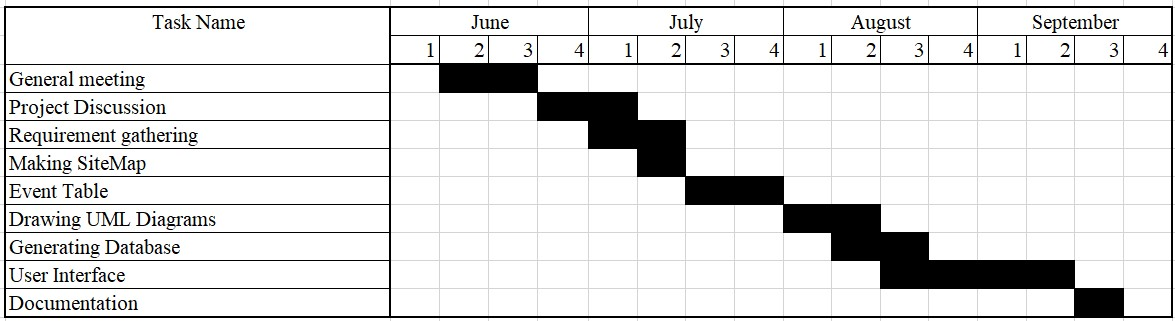 Task Name June July August September
1 2 3 4 1 2 3 4 1 2 3 4 1 2 3 4
General meeting
Project Discussion
Requirement gathering
Making SiteMap
Event Table
Drawing UML Diagrams
Generating Database
User Interface
Documentation